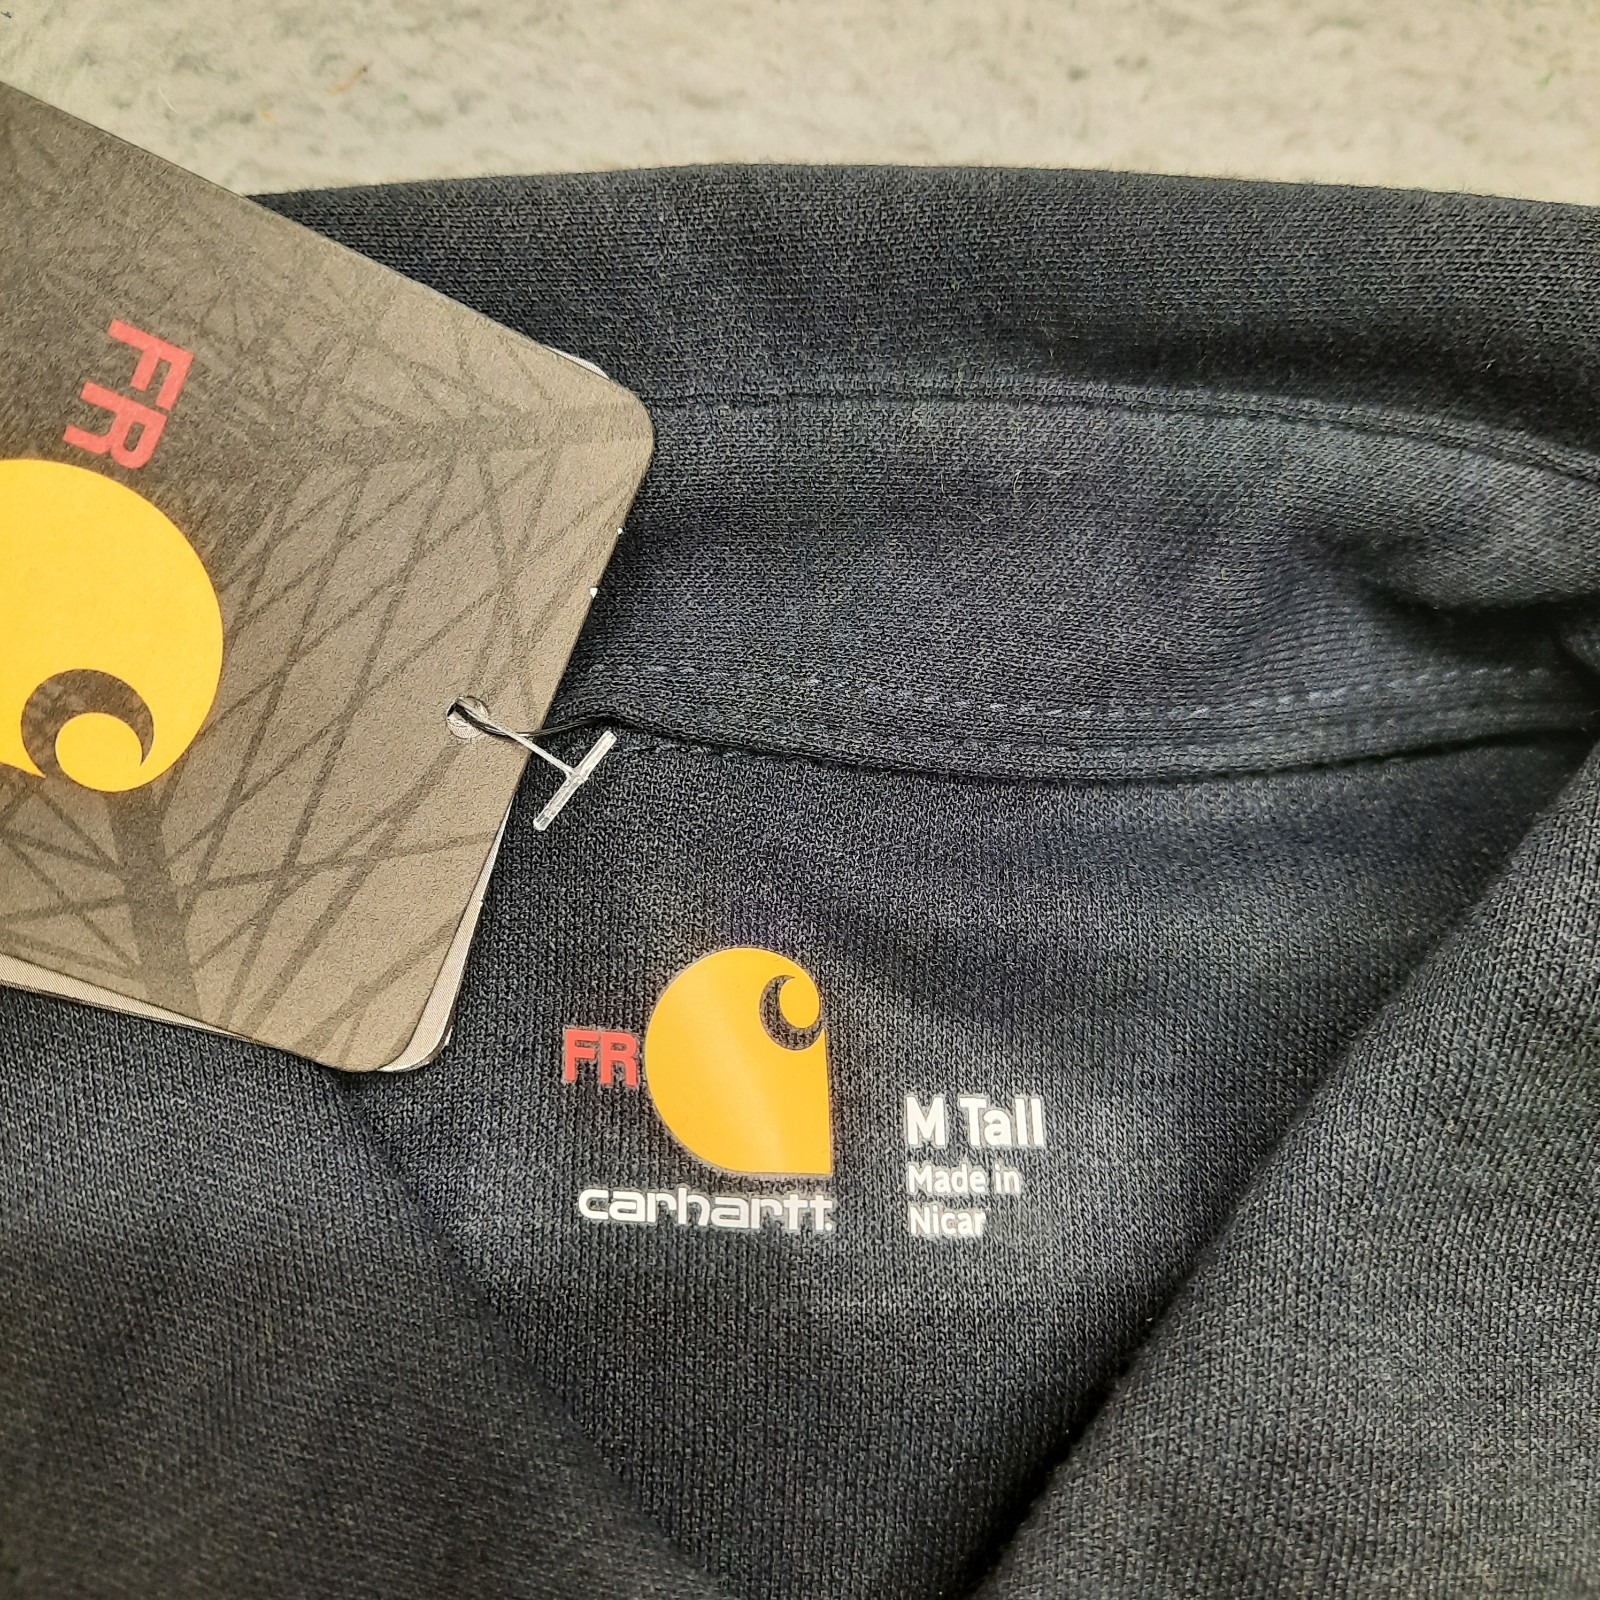 FR
FR
carhartt.
M Tall
Made in
Nicar